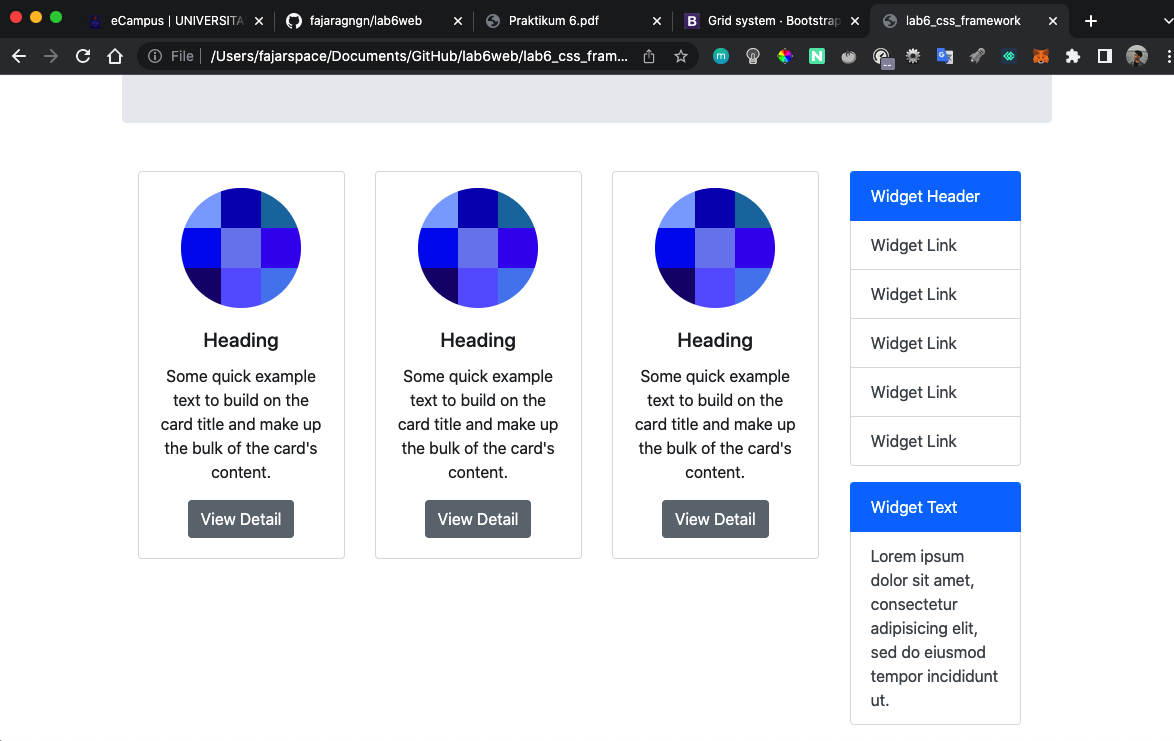 eCampus | UNIVERSITA
fajaragngn/lab6web
Praktikum 6.pdf
Grid system · Bootstrap
lab6_css_framework
File
/Users/fajarspace/Documents/GitHub/lab6web/lab6_css_fram...
Heading
Some quick example
text to build on the
card title and make up
the bulk of the card's
content.
View Detail
Heading
Some quick example
text to build on the
card title and make up
the bulk of the card's
content.
View Detail
Heading
Some quick example
text to build on the
card title and make up
the bulk of the card's
content.
View Detail
Widget Header
Widget Link
Widget Link
Widget Link
Widget Link
Widget Link
Widget Text
Lorem ipsum
dolor sit amet,
consectetur
adipisicing elit,
sed do eiusmod
tempor incididunt
ut.